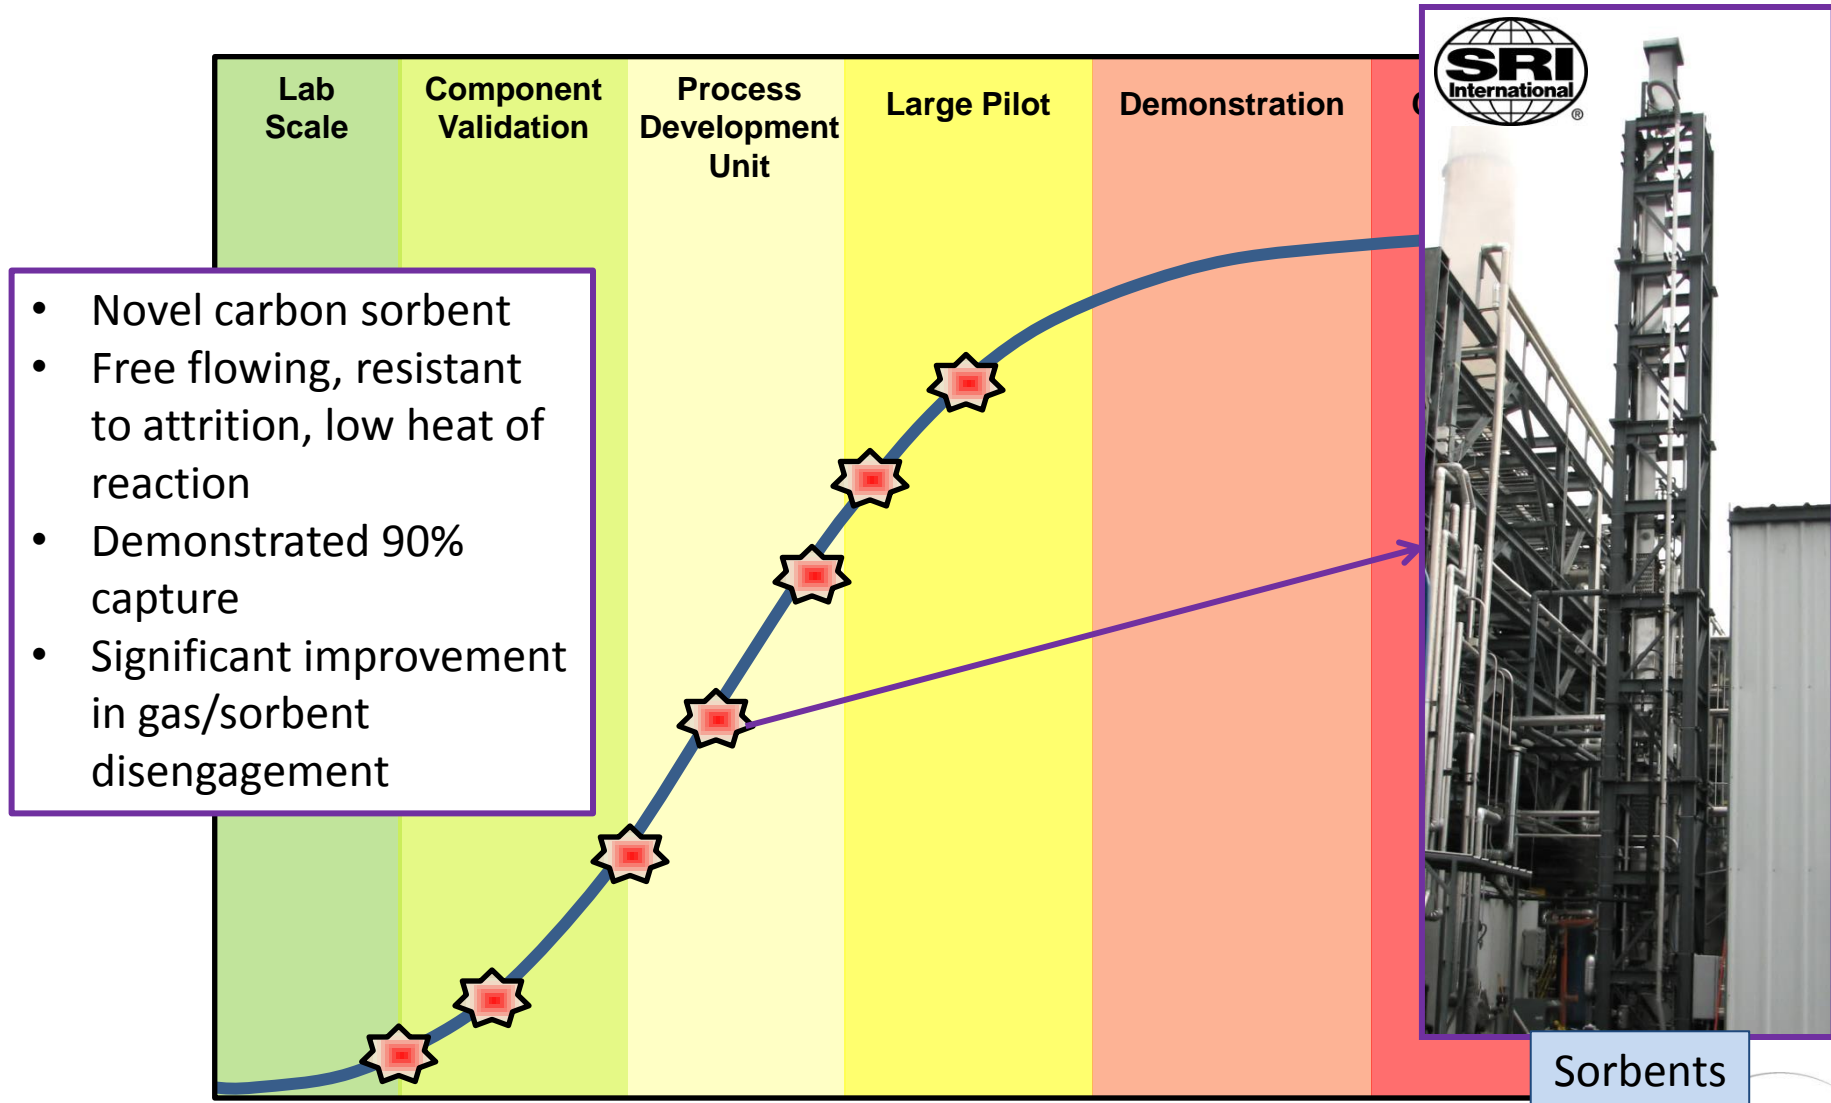 Lab
Scale
Component
Validation
Process
Development
Unit
Large Pilot
Demonstration
SRI
International
®
• Novel carbon sorbent
• Free flowing, resistant
to attrition, low heat of
reaction
• Demonstrated 90%
capture
• Significant improvement
in gas/sorbent
disengagement
Sorbents